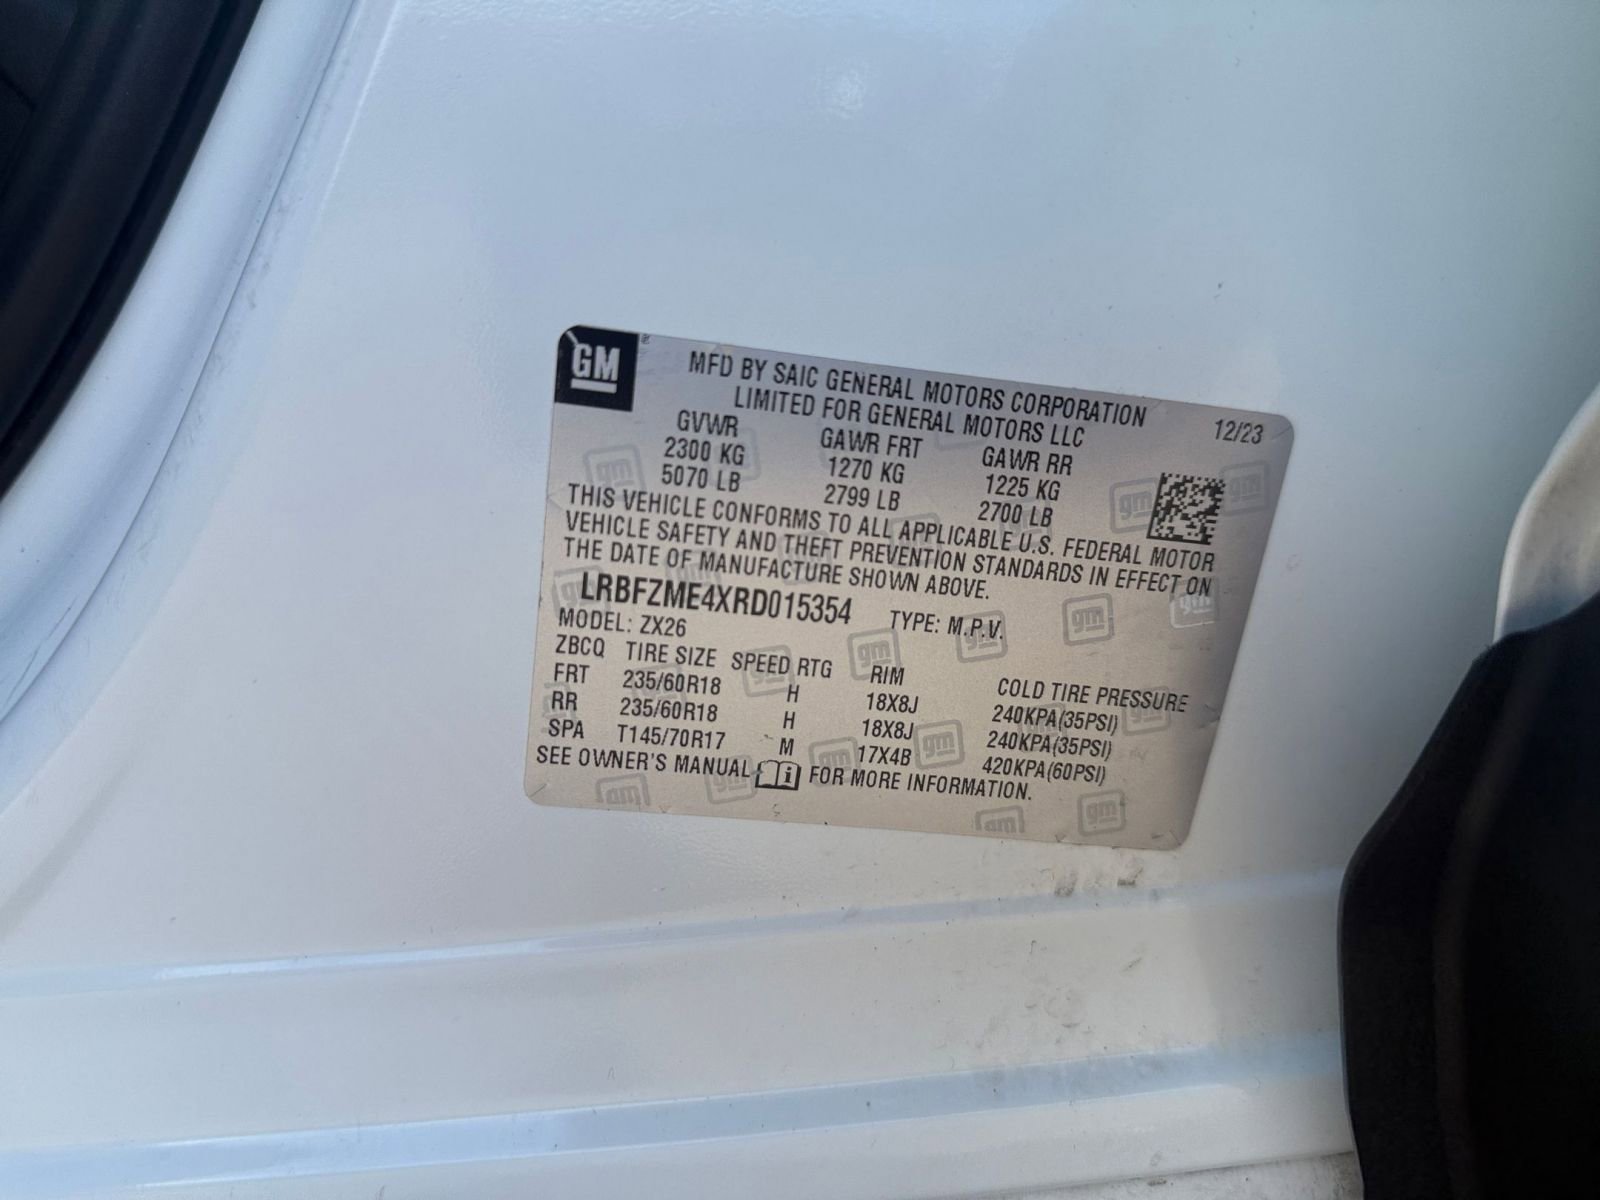 GM
MFD BY SAIC GENERAL MOTORS CORPORATION
LIMITED FOR GENERAL MOTORS LLC
12/23
GVWR GAWR FRT GAWR RR
2300 KG 1270 KG 1225 KG
5070 LB 2799 LB 2700 LB
THIS VEHICLE CONFORMS TO ALL APPLICABLE U.S. FEDERAL MOTOR
VEHICLE SAFETY AND THEFT PREVENTION STANDARDS IN EFFECT ON
THE DATE OF MANUFACTURE SHOWN ABOVE.
LRBFZME4XRD015354 TYPE: M.P.V.
MODEL: ZX26
ZBCQ TIRE SIZE SPEED RTG RIM COLD TIRE PRESSURE
FRT 235/60R18 H 18X8J 240KPA(35PSI)
RR 235/60R18 H 18X8J 240KPA(35PSI)
SPA T145/70R17 M 17X4B 420KPA(60PSI)
SEE OWNER'S MANUAL FOR MORE INFORMATION.